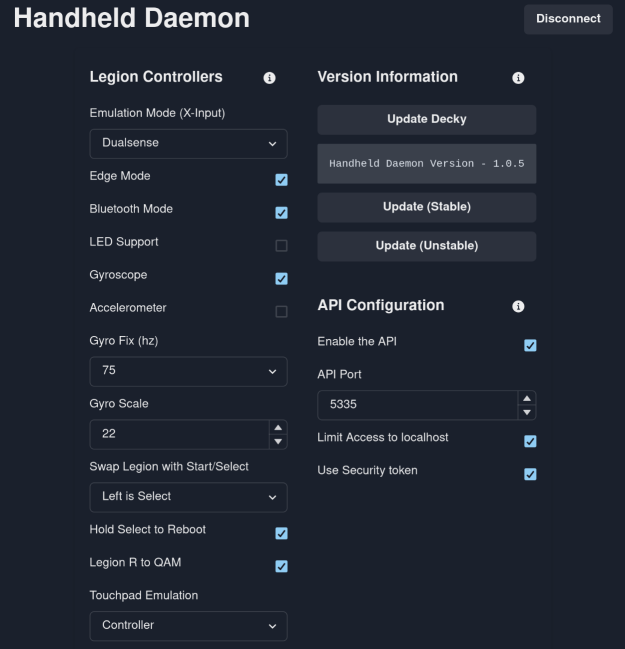 Handheld Daemon
Disconnect
Legion Controllers
Emulation Mode (X-Input)
Dualsense
Edge Mode
Bluetooth Mode
LED Support
Gyroscope
Accelerometer
Gyro Fix (hz)
75
Gyro Scale
22
Swap Legion with Start/Select
Left is Select
Hold Select to Reboot
Legion R to QAM
Touchpad Emulation
Controller
Version Information
Update Decky
Handheld Daemon Version - 1.0.5
Update (Stable)
Update (Unstable)
API Configuration
Enable the API
API Port
5335
Limit Access to localhost
Use Security token